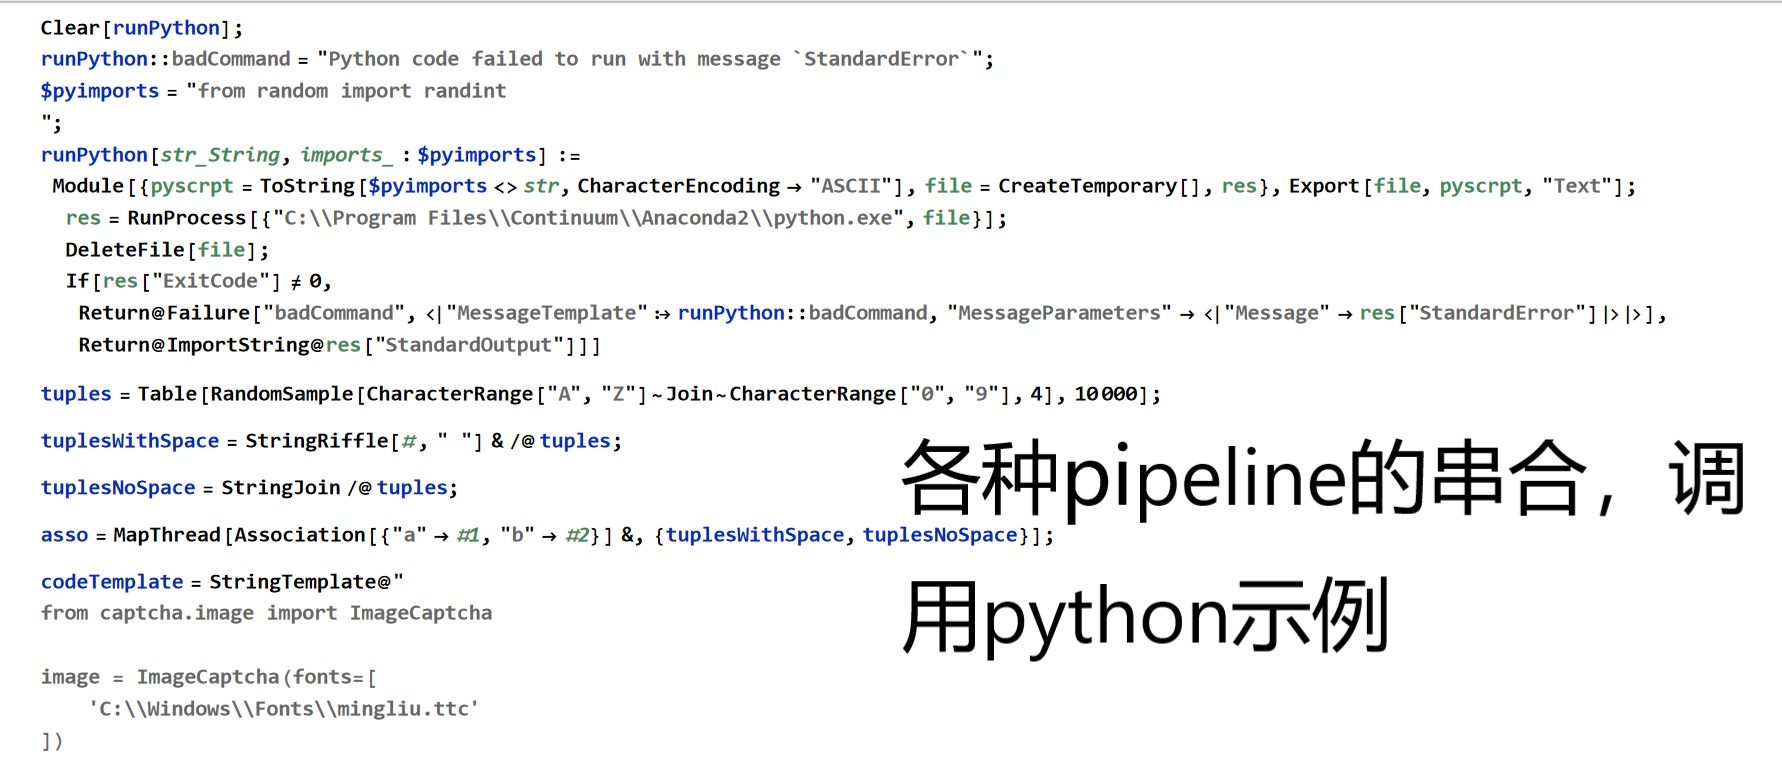 Clear[runPython];
runPython::badCommand = "Python code failed to run with message `StandardError`";
$pyimports = "from random import randint
";
runPython[str_String, imports_ : $pyimports] :=
Module[{pyscrpt = ToString[$pyimports <> str, CharacterEncoding → "ASCII"], file = CreateTemporary[], res}, Export[file, pyscrpt, "Text"];
res = RunProcess[{"C:\\Program Files\\Continuum\\Anaconda2\\python.exe", file}];
DeleteFile[file];
If[res["ExitCode"] ≠ 0,
Return@Failure["badCommand", <|"MessageTemplate" :→ runPython::badCommand, "MessageParameters" → <|"Message" → res["StandardError"]|>|>],
Return@ImportString@res["StandardOutput"]]]
tuples = Table[RandomSample[CharacterRange["A", "Z"]~Join~CharacterRange["0", "9"], 4], 10000];
tuplesWithSpace = StringRiffle[#, " "] & /@ tuples;
tuplesNoSpace = StringJoin /@ tuples;
asso = MapThread[Association[{"a" → #1, "b" → #2}] &, {tuplesWithSpace, tuplesNoSpace}];
codeTemplate = StringTemplate@"
from captcha.image import ImageCaptcha
image = ImageCaptcha(fonts=[
'C:\\Windows\\Fonts\\mingliu.ttc'
])
各种pipeline的串合，调
用python示例